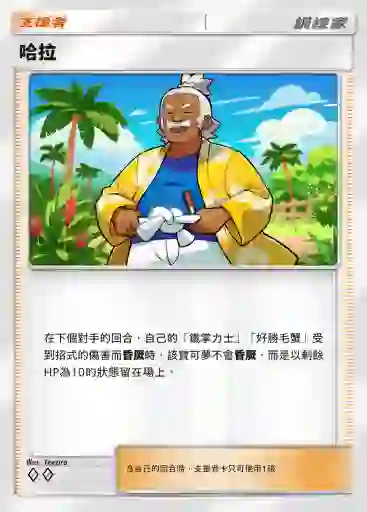 支援者
訓練家
哈拉
在下個對手的回合，自己的「鐵掌力士」「好勝毛蟹」受
到招式的傷害而昏厥時，該寶可夢不會昏厥，而是以剩餘
HP為10的狀態留在場上。
Illus. Teeziro
在自己的回合時，支援者卡只可使用1張